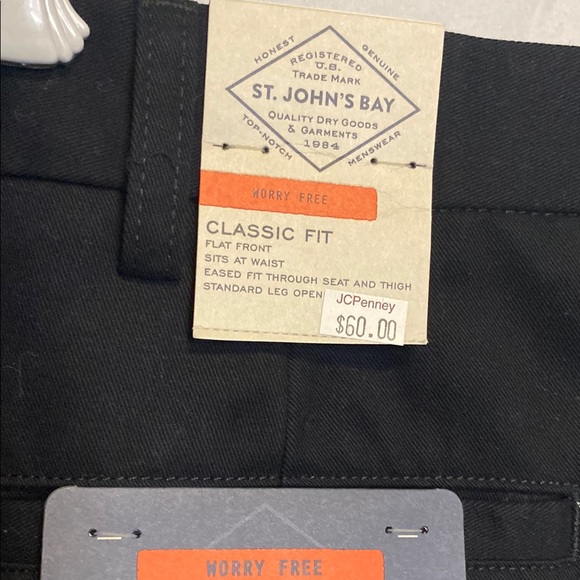 HONEST
GENUINE
REGISTERED
U.S.
TRADE MARK
ST. JOHN'S BAY
QUALITY DRY GOODS
& GARMENTS
1984
TOP-NOTCH
MENSWEAR
WORRY FREE
CLASSIC FIT
FLAT FRONT
SITS AT WAIST
EASED FIT THROUGH SEAT AND THIGH
STANDARD LEG OPEN
JCPenney
$60.00
WORRY FREE